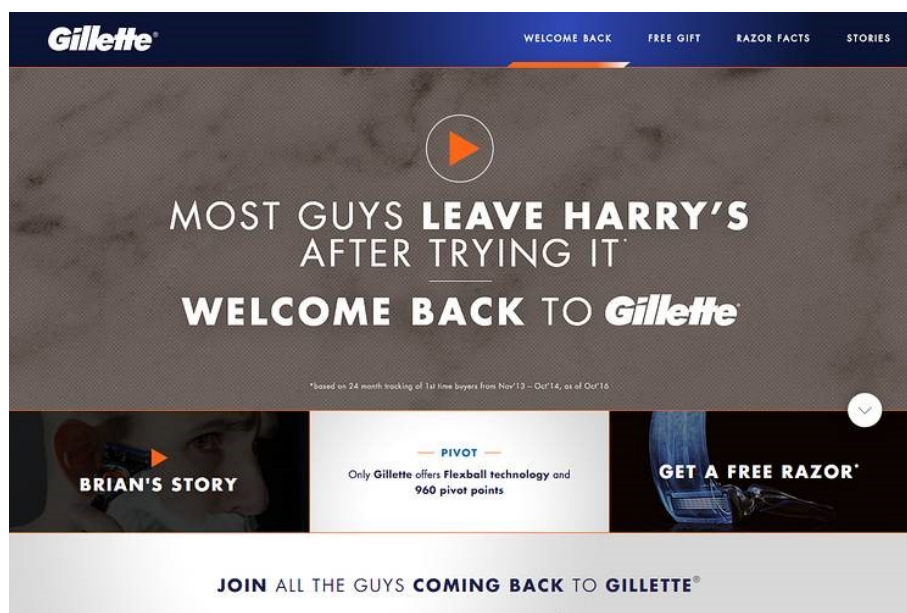 Gillette®
WELCOME BACK
FREE GIFT
RAZOR FACTS
STORIES
MOST GUYS LEAVE HARRY'S
AFTER TRYING IT*
WELCOME BACK TO Gillette®
*based on 24 month tracking of 1st time buyers from Nov'13 – Oct'14, as of Oct'16
BRIAN'S STORY
PIVOT
Only Gillette offers Flexball technology and
960 pivot points
GET A FREE RAZOR*
JOIN ALL THE GUYS COMING BACK TO GILLETTE®